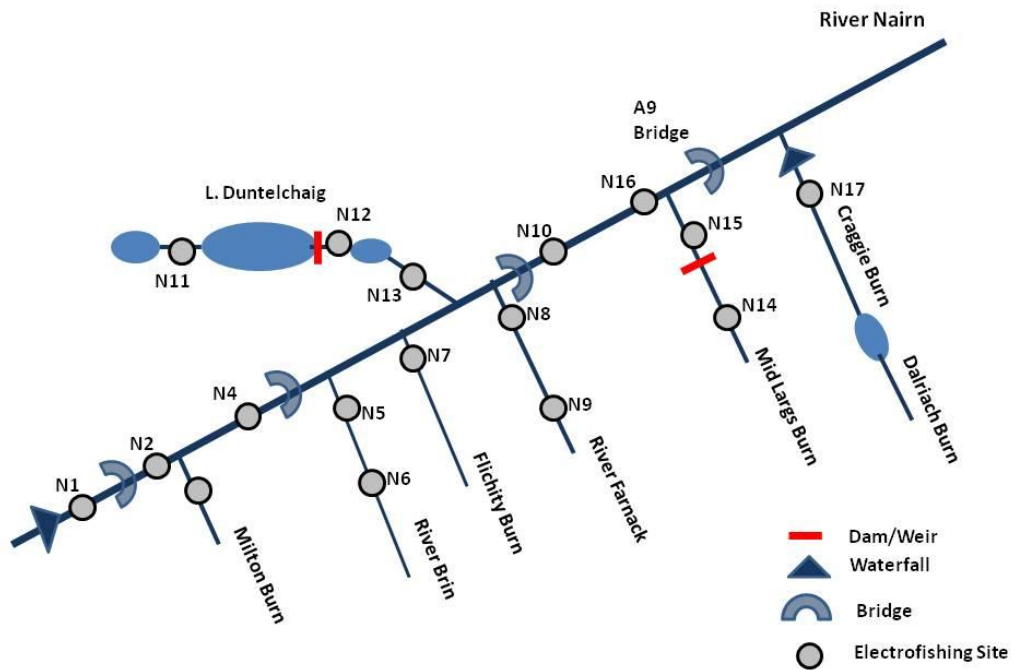 River Nairn
A9
Bridge
L. Duntelchaig
N16
N17
N12
N10
N15
Craggie Burn
N11
N13
N8
N14
N7
Mid Largs Burn
Dalriach Burn
N4
N5
N9
N2
N6
Flichity Burn
River Farnack
N1
Milton Burn
River Brin
Dam/Weir
Waterfall
Bridge
Electrofishing Site